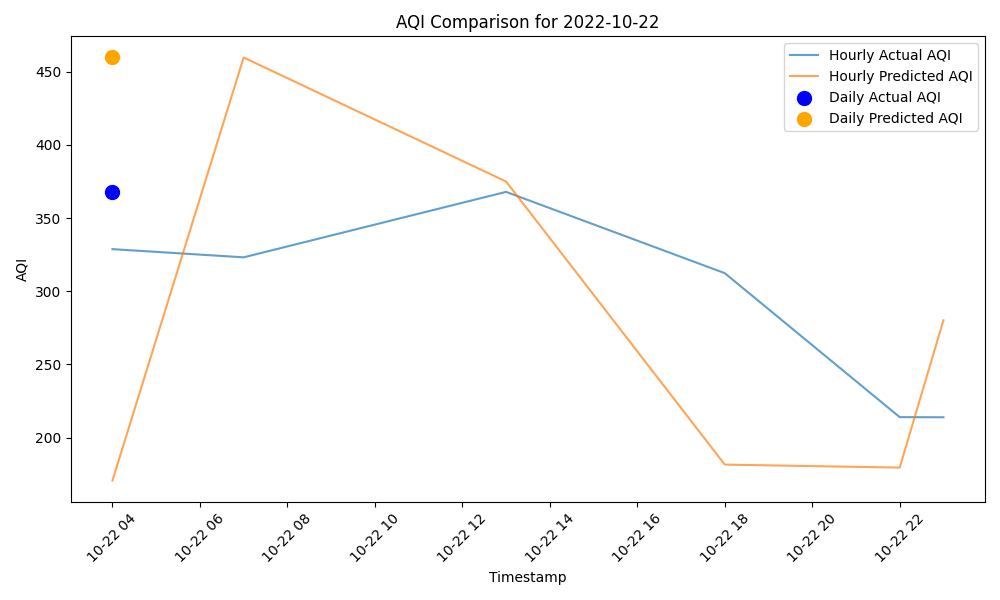 AQI Comparison for 2022-10-22
Hourly Actual AQI
Hourly Predicted AQI
Daily Actual AQI
Daily Predicted AQI
AQI
450
400
350
300
250
200
10-22 04
10-22 06
10-22 08
10-22 10
10-22 12
10-22 14
10-22 16
10-22 18
10-22 20
10-22 22
Timestamp